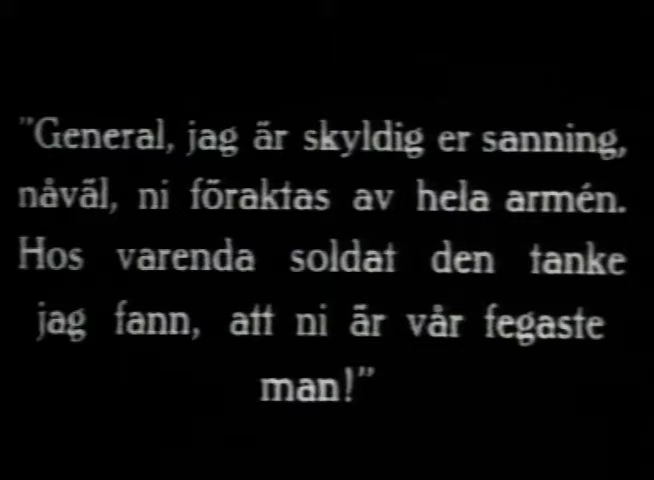 "General, jag är skyldig er sanning,
nåväl, ni föraktas av hela armén.
Hos varenda soldat den tanke
jag fann, att ni är vår fegaste
man!"